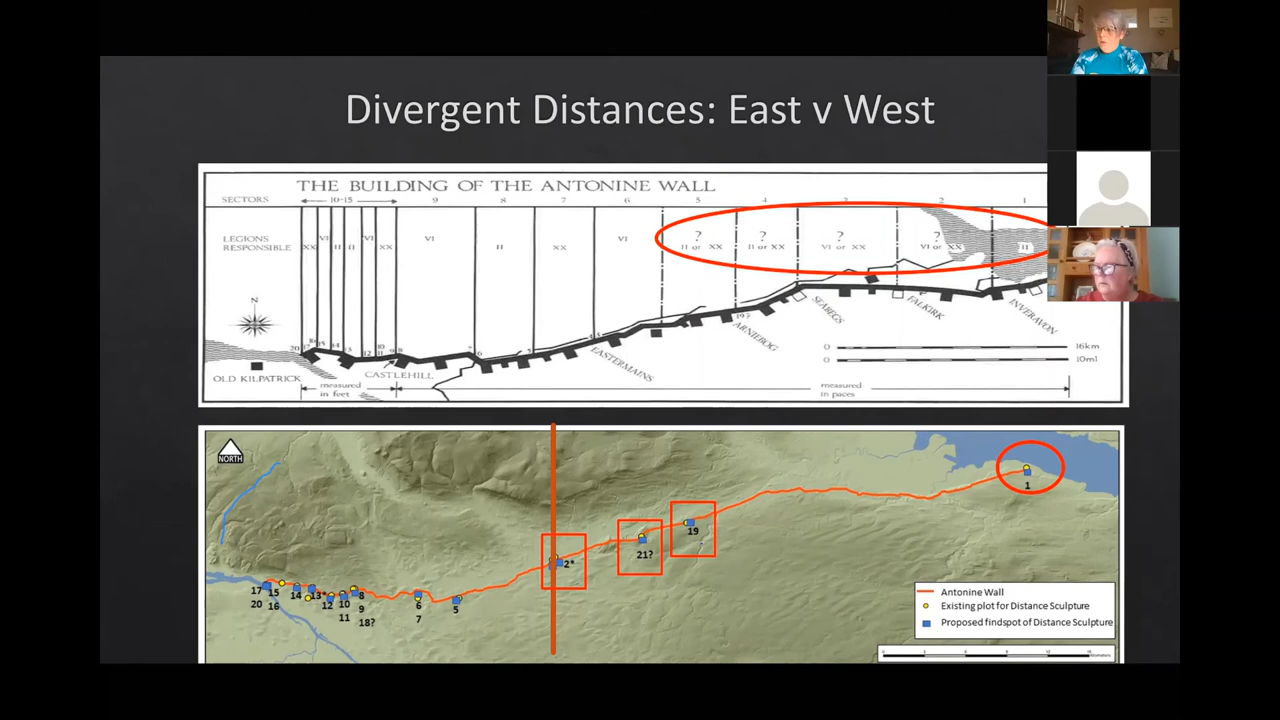 Divergent Distances: East v West
THE BUILDING OF THE ANTONINE WALL
SECTORS 10-15 9 8 7 6 5 4 3 2 1
LEGIONS
RESPONSIBLE
XX VI II II VI XX VI II XX VI
? ? ? ?
II or XX II or XX VI or XX VI or XX II
N
SEABEGS FALKIRK INVERAVON
ARNIEBOG
EASTERMAINS
CASTLEHILL
OLD KILPATRICK
0 16km
0 10ml
measured
in feet
measured
in paces
NORTH
1
19
21?
2*
17 15 14 13* 12 10 8 6 5
20 16 11 9 7
18?
Antonine Wall
Existing plot for Distance Sculpture
Proposed findspot of Distance Sculpture